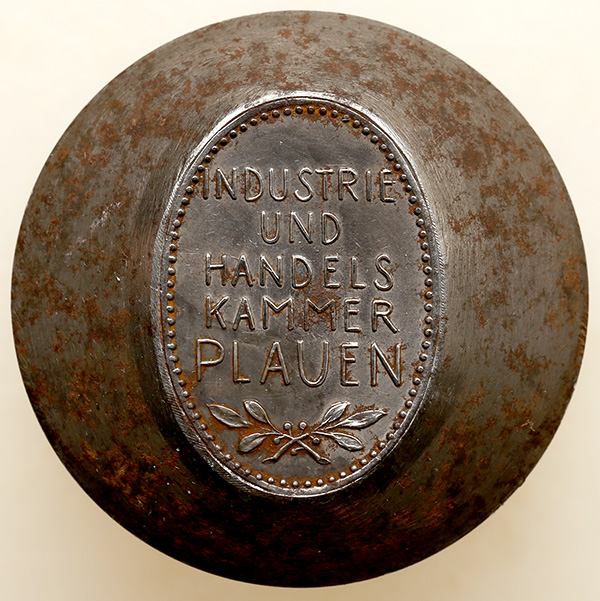 INDUSTRIE
UND
HANDELS
KAMMER
PLAUEN